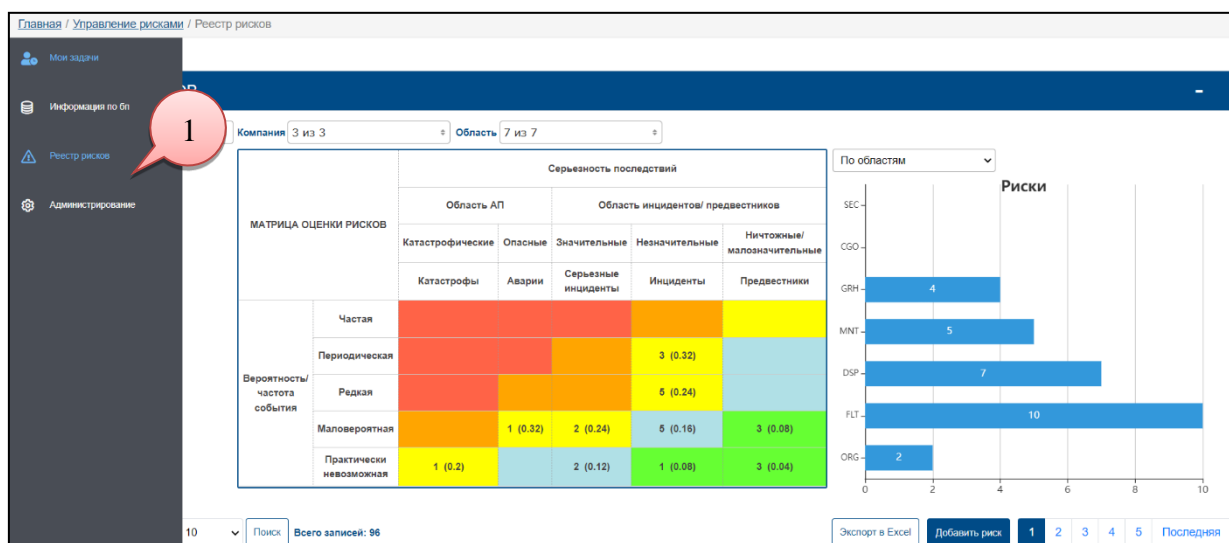 Главная / Управление рисками / Реестр рисков
Мои задачи
Информация по бп
Реестр рисков
Администрирование
1
Компания 3 из 3 Область 7 из 7
МАТРИЦА ОЦЕНКИ РИСКОВ
Серьезность последствий
Область АП Область инцидентов/ предвестников
Катастрофические Опасные Значительные Незначительные Ничтожные/
малозначительные
Катастрофы Аварии Серьезные
инциденты Инциденты Предвестники
Вероятность/
частота
события
Частая
Периодическая 3 (0.32)
Редкая 5 (0.24)
Маловероятная 1 (0.32) 2 (0.24) 5 (0.16) 3 (0.08)
Практически
невозможная 1 (0.2) 2 (0.12) 1 (0.08) 3 (0.04)
По областям
Риски
SEC
CGO
GRH 4
MNT 5
DSP 7
FLT 10
ORG 2
0 2 4 6 8 10
10 Поиск Всего записей: 96
Экспорт в Excel Добавить риск 1 2 3 4 5 Последняя